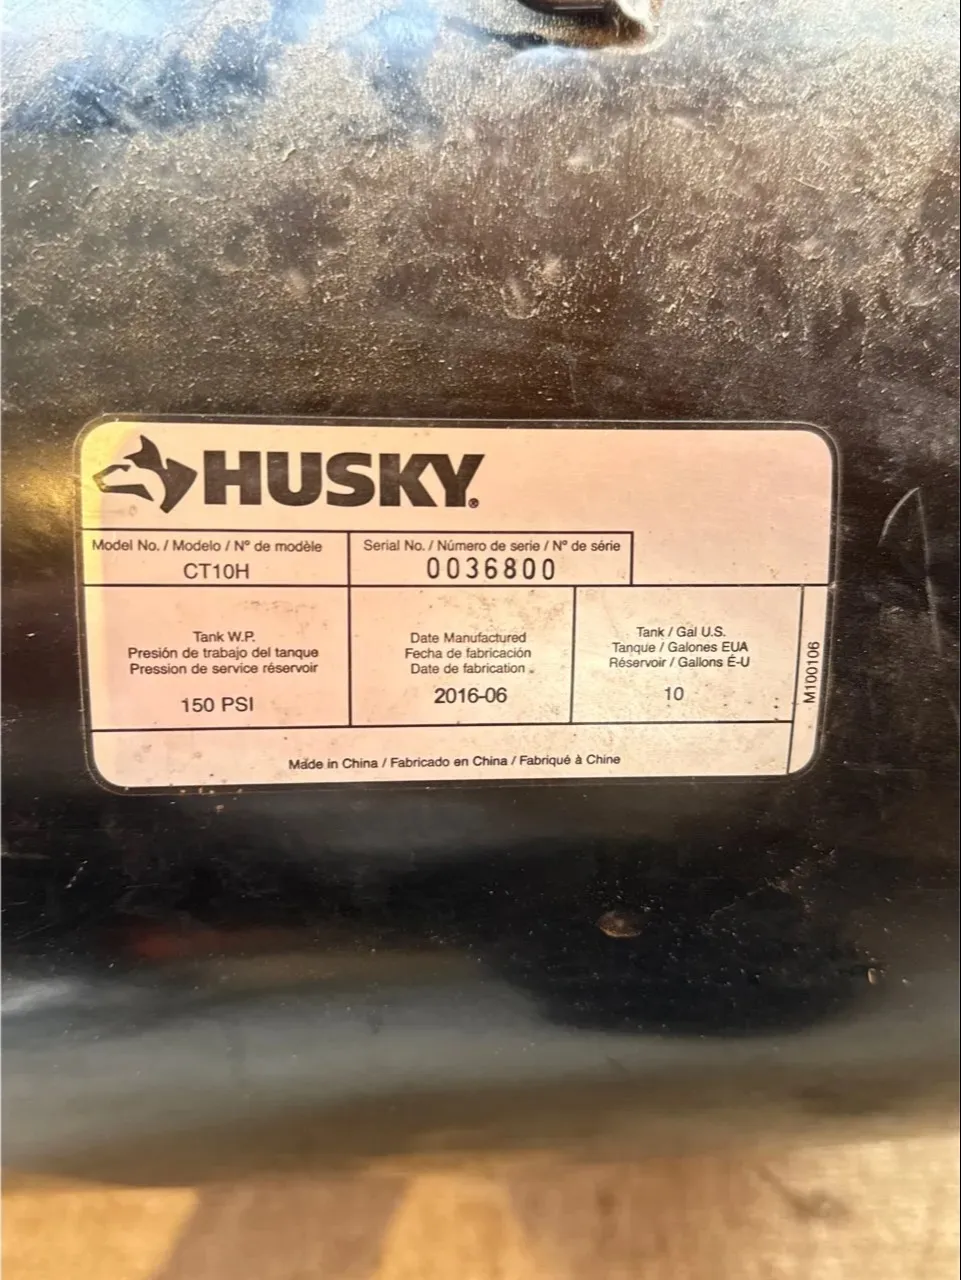 HUSKY®
Model No. / Modelo / Nº de modèle
CT10H
Serial No. / Número de serie / Nº de série
0036800
Tank W.P.
Presión de trabajo del tanque
Pression de service réservoir
150 PSI
Date Manufactured
Fecha de fabricación
Date de fabrication
2016-06
Tank / Gal U.S.
Tanque / Galones EUA
Réservoir / Gallons É-U
10
M100106
Made in China / Fabricado en China / Fabriqué à Chine